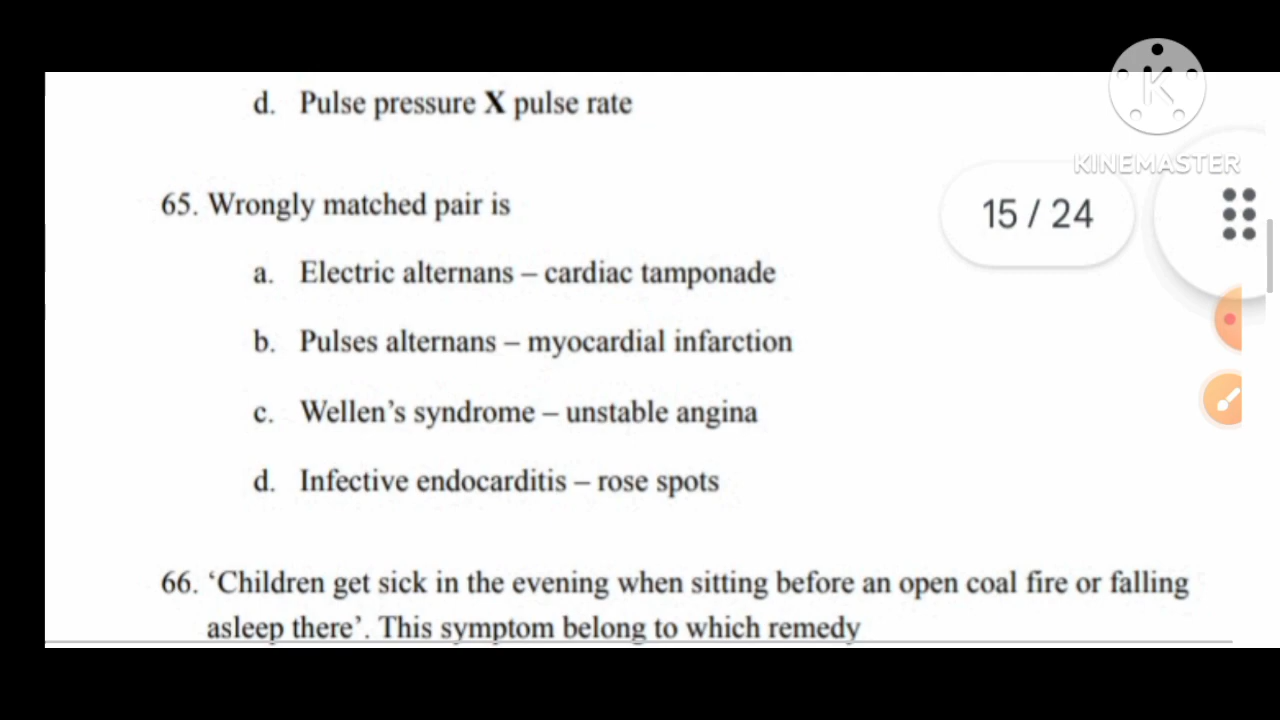 d. Pulse pressure X pulse rate
KINEMASTER
65. Wrongly matched pair is
15 / 24
a. Electric alternans – cardiac tamponade
b. Pulses alternans – myocardial infarction
c. Wellen’s syndrome – unstable angina
d. Infective endocarditis – rose spots
66. ‘Children get sick in the evening when sitting before an open coal fire or falling
asleep there’. This symptom belong to which remedy